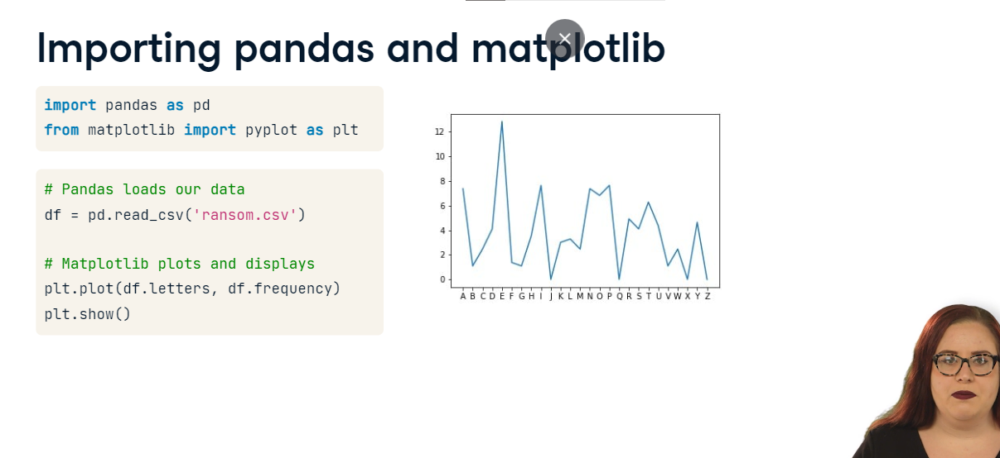 Importing pandas and matplotlib
import pandas as pd
from matplotlib import pyplot as plt
# Pandas loads our data
df = pd.read_csv('ransom.csv')
# Matplotlib plots and displays
plt.plot(df.letters, df.frequency)
plt.show()
12
10
8
6
4
2
0
A B C D E F G H I J K L M N O P Q R S T U V W X Y Z